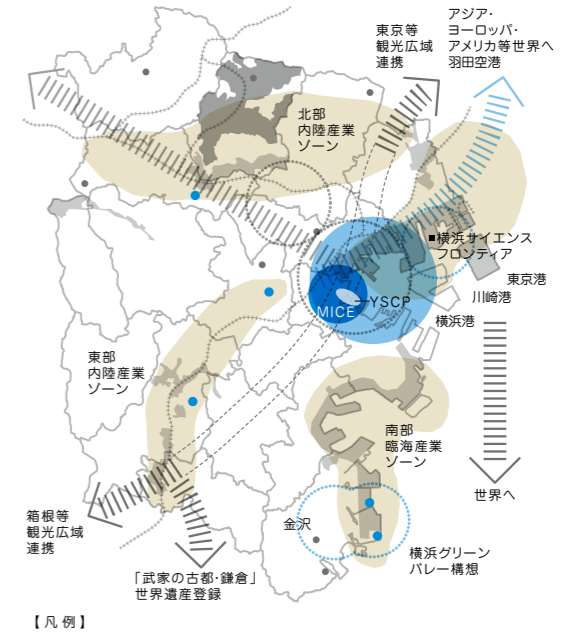 アジア・
ヨーロッパ・
アメリカ等世界へ
羽田空港
東京等
観光広域
連携
北部
内陸産業
ゾーン
■横浜サイエンス
フロンティア
東京港
川崎港
横浜港
YSCP
MICE
東部
内陸産業
ゾーン
南部
臨海産業
ゾーン
世界へ
箱根等
観光広域
連携
金沢
横浜グリーン
バレー構想
「武家の古都・鎌倉」
世界遺産登録
【凡例】